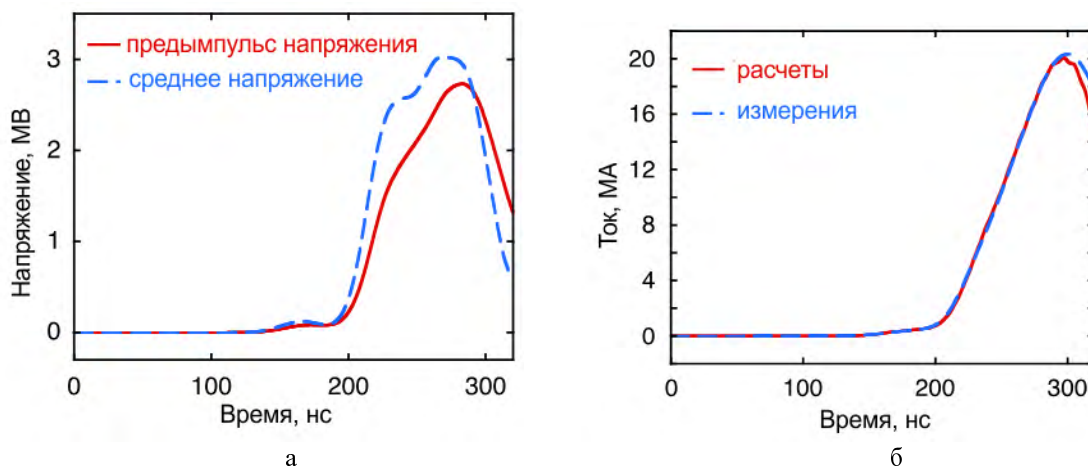 предымпульс напряжения
среднее напряжение
Напряжение, МВ
3
2
1
0
0
100
200
300
Время, нс
а
расчеты
измерения
Ток, МА
20
16
12
8
4
0
0
100
200
300
Время, нс
б